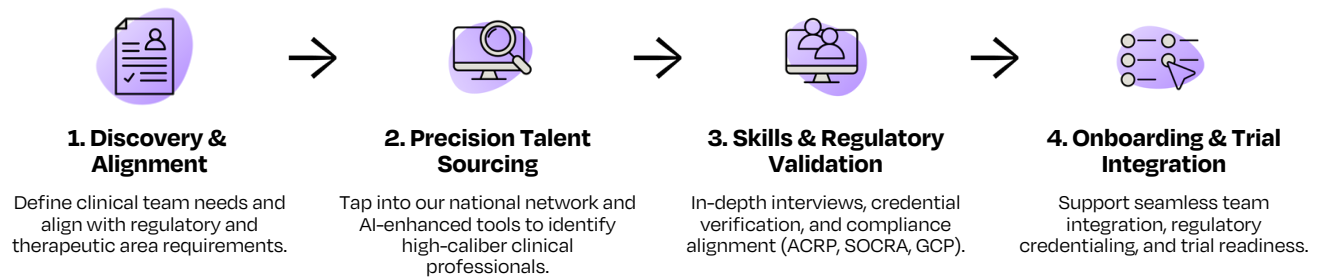 1. Discovery &
Alignment
Define clinical team needs and
align with regulatory and
therapeutic area requirements.
2. Precision Talent
Sourcing
Tap into our national network and
AI-enhanced tools to identify
high-caliber clinical
professionals.
3. Skills & Regulatory
Validation
In-depth interviews, credential
verification, and compliance
alignment (ACRP, SOCRA, GCP).
4. Onboarding & Trial
Integration
Support seamless team
integration, regulatory
credentialing, and trial readiness.